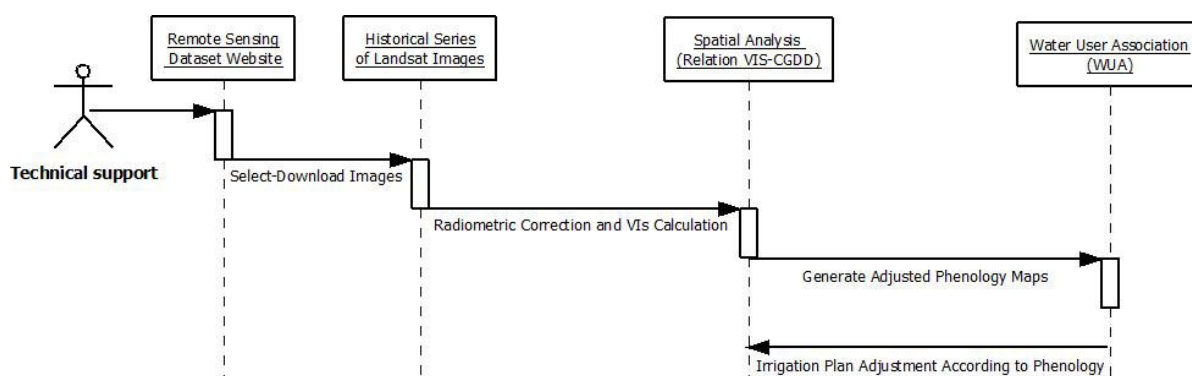 Remote Sensing
Dataset Website
Historical Series
of Landsat Images
Spatial Analysis
(Relation VIS-CGDD)
Water User Association
(WUA)
Technical support
Select-Download Images
Radiometric Correction and VIs Calculation
Generate Adjusted Phenology Maps
Irrigation Plan Adjustment According to Phenology